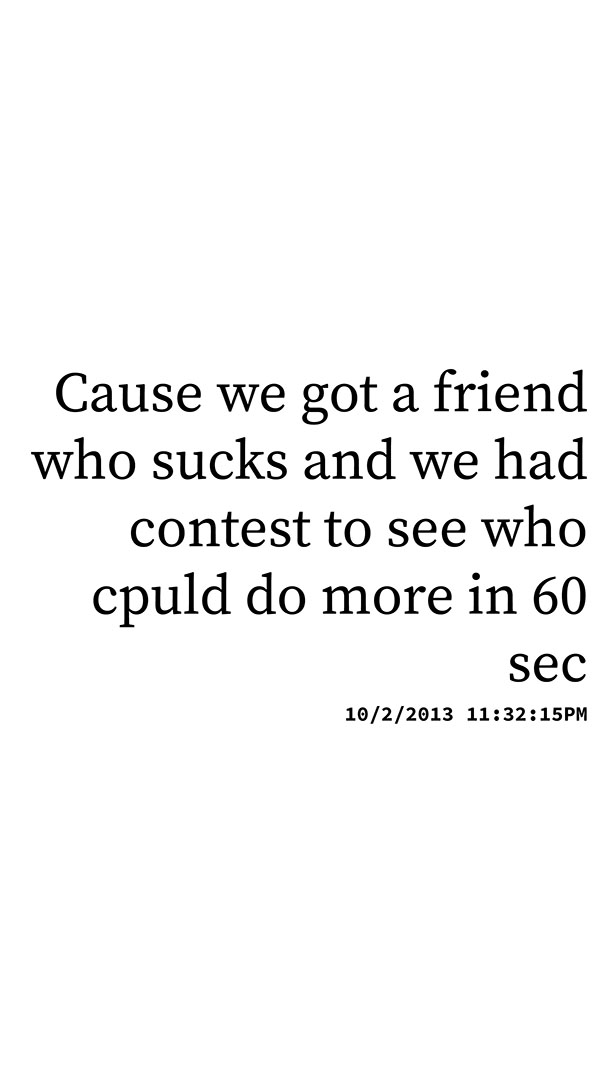 Cause we got a friend
who sucks and we had
contest to see who
cpuld do more in 60
sec
10/2/2013 11:32:15PM